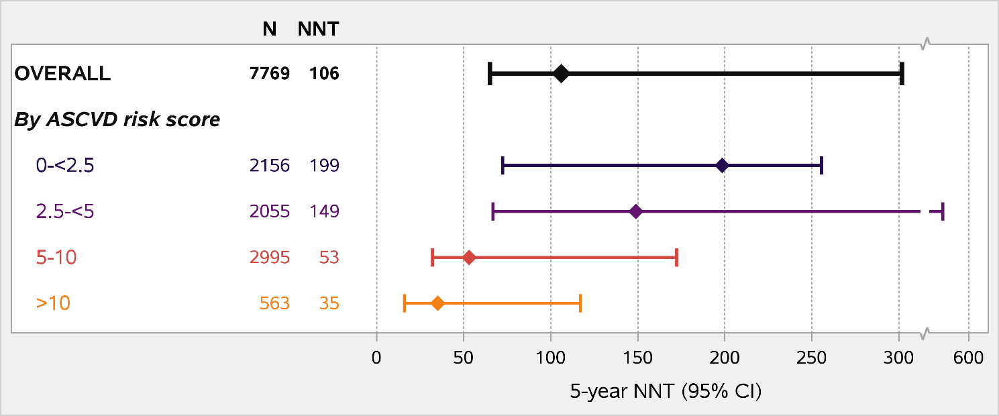 N NNT
OVERALL 7769 106
By ASCVD risk score
0-<2.5 2156 199
2.5-<5 2055 149
5-10 2995 53
>10 563 35
0 50 100 150 200 250 300 600
5-year NNT (95% CI)